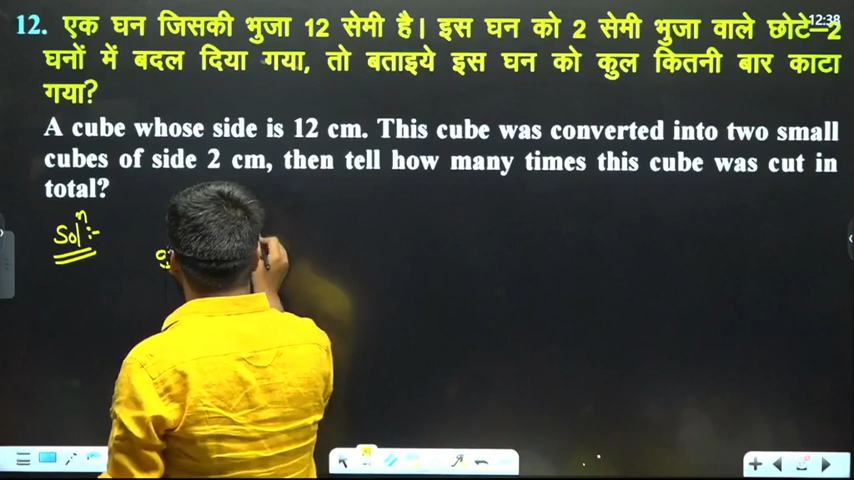 12:38
12. एक घन जिसकी भुजा 12 सेमी है। इस घन को 2 सेमी भुजा वाले छोटे–2
घनों में बदल दिया गया, तो बताइये इस घन को कुल कितनी बार काटा
गया?
A cube whose side is 12 cm. This cube was converted into two small
cubes of side 2 cm, then tell how many times this cube was cut in
total?
Solⁿ:-